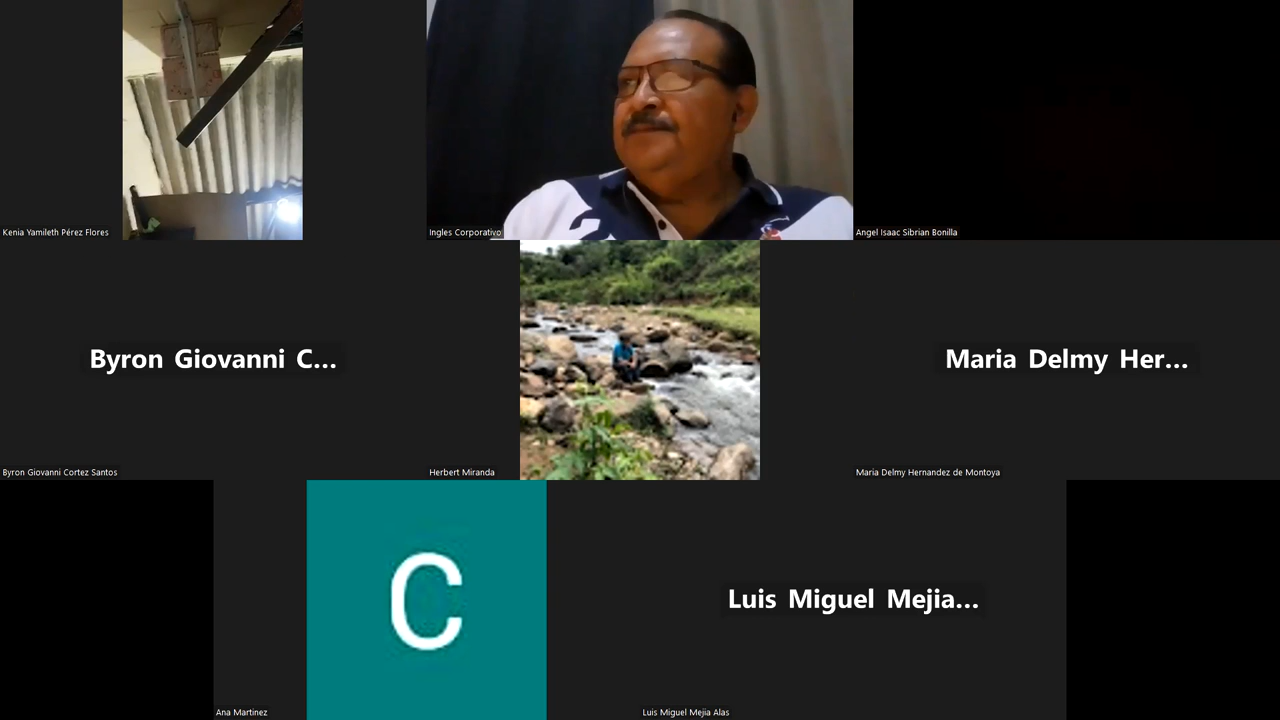 Kenia Yamileth Pérez Flores
Ingles Corporativo
Angel Isaac Sibrian Bonilla
Byron Giovanni C...
Maria Delmy Her...
Byron Giovanni Cortez Santos
Herbert Miranda
Maria Delmy Hernandez de Montoya
C
Luis Miguel Mejia...
Ana Martinez
Luis Miguel Mejia Alas